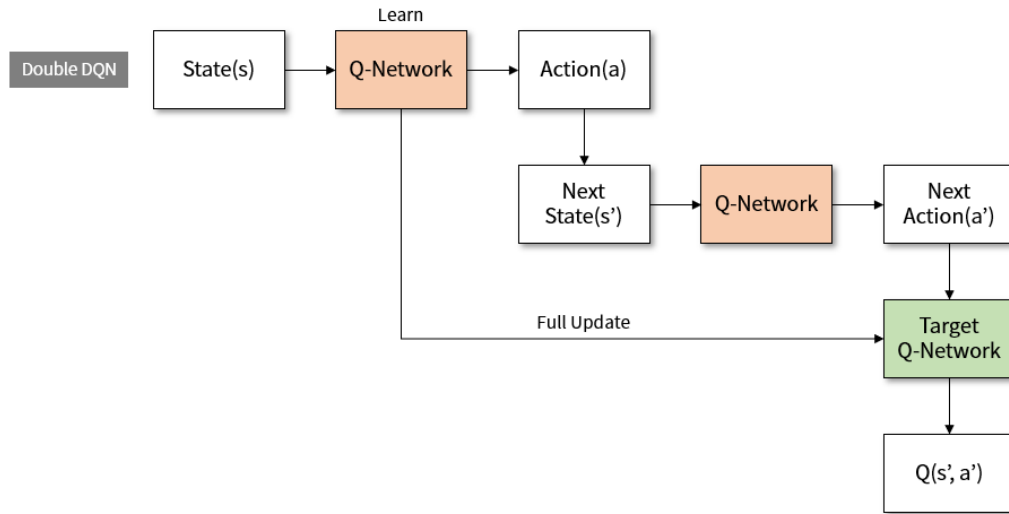 Learn
Double DQN
State(s)
Q-Network
Action(a)
Next
State(s’)
Q-Network
Next
Action(a’)
Full Update
Target
Q-Network
Q(s’, a’)